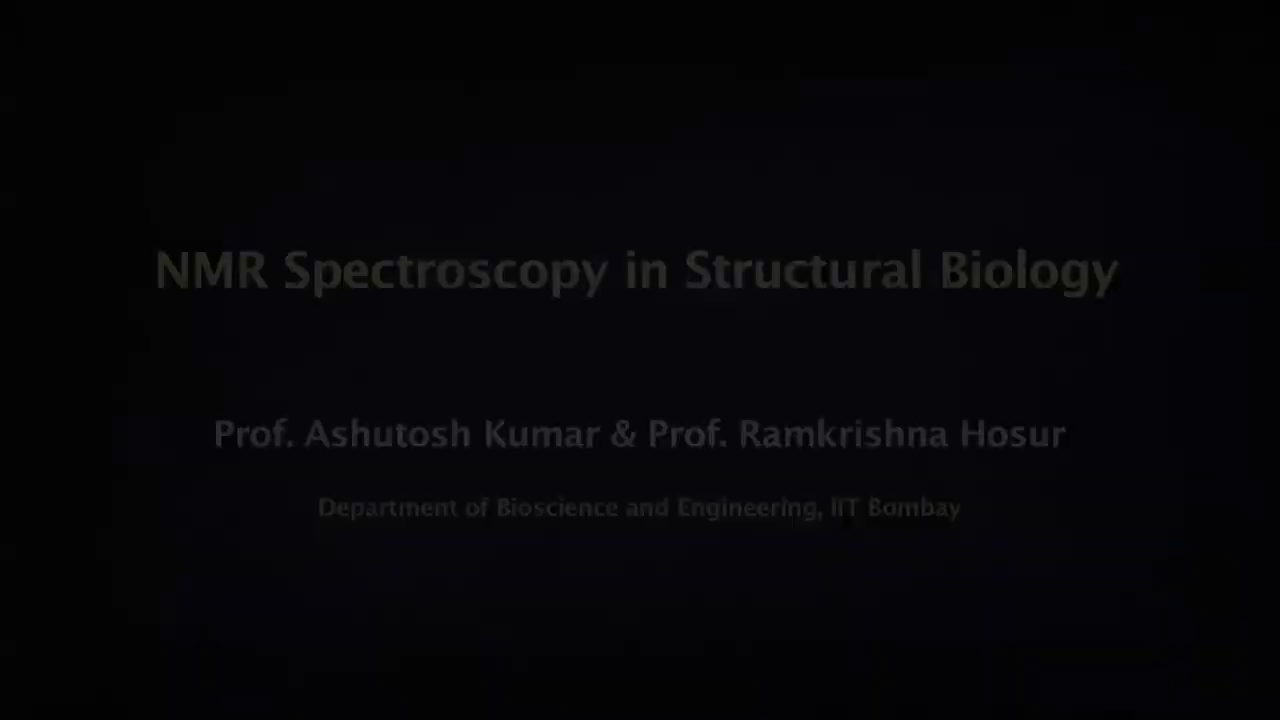 NMR Spectroscopy in Structural Biology
Prof. Ashutosh Kumar & Prof. Ramkrishna Hosur
Department of Bioscience and Engineering, IIT Bombay